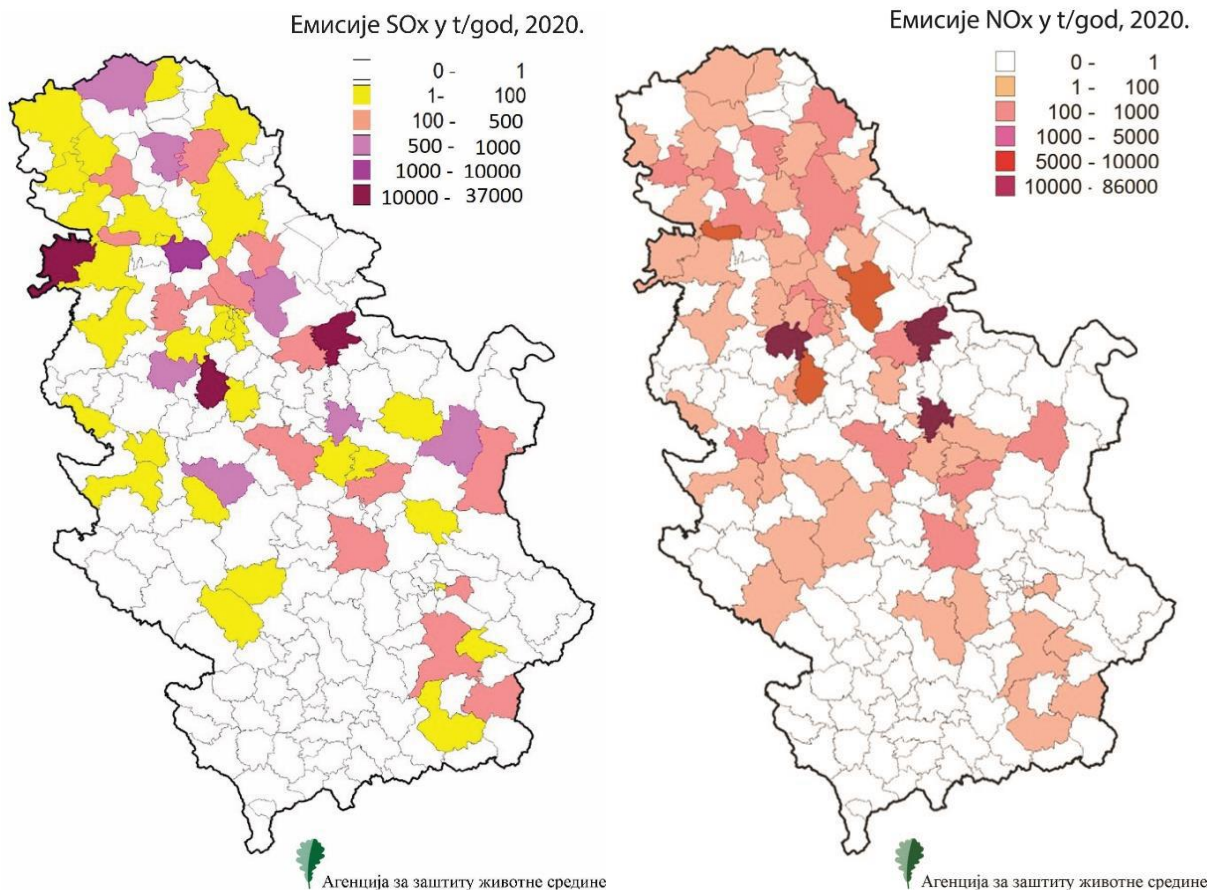 Емисије SOx у t/год, 2020.
0 - 1
1- 100
100 - 500
500 - 1000
1000 - 10000
10000 - 37000
Агенција за заштиту животне средине
Емисије NOx у t/год, 2020.
0 - 1
1 - 100
100 - 1000
1000 - 5000
5000 - 10000
10000 - 86000
Агенција за заштиту животне средине